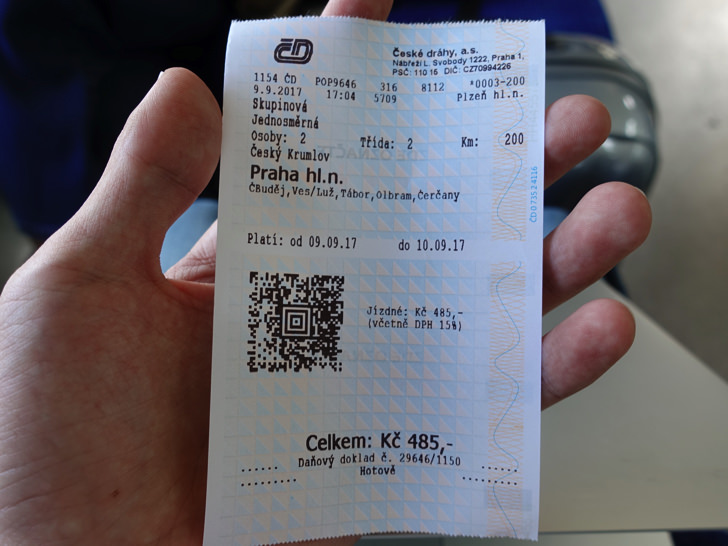 ČD
České dráhy, a.s.
Nábřeží L. Svobody 1222, Praha 1,
PSČ: 110 15 DIČ: CZ70994226
1154 ČD POP9646 316 8112 *0003-200
9.9.2017 17:04 5709 Plzeň hl.n.
Skupinová
Jednosměrná
Osoby: 2 Třída: 2 Km: 200
Český Krumlov
Praha hl.n.
ČBuděj,Ves/Luž,Tábor,Olbram,Čerčany
Platí: od 09.09.17 do 10.09.17
Jízdné: Kč 485,-
(včetně DPH 15%)
Celkem: Kč 485,-
Daňový doklad č. 29646/1150
Hotově